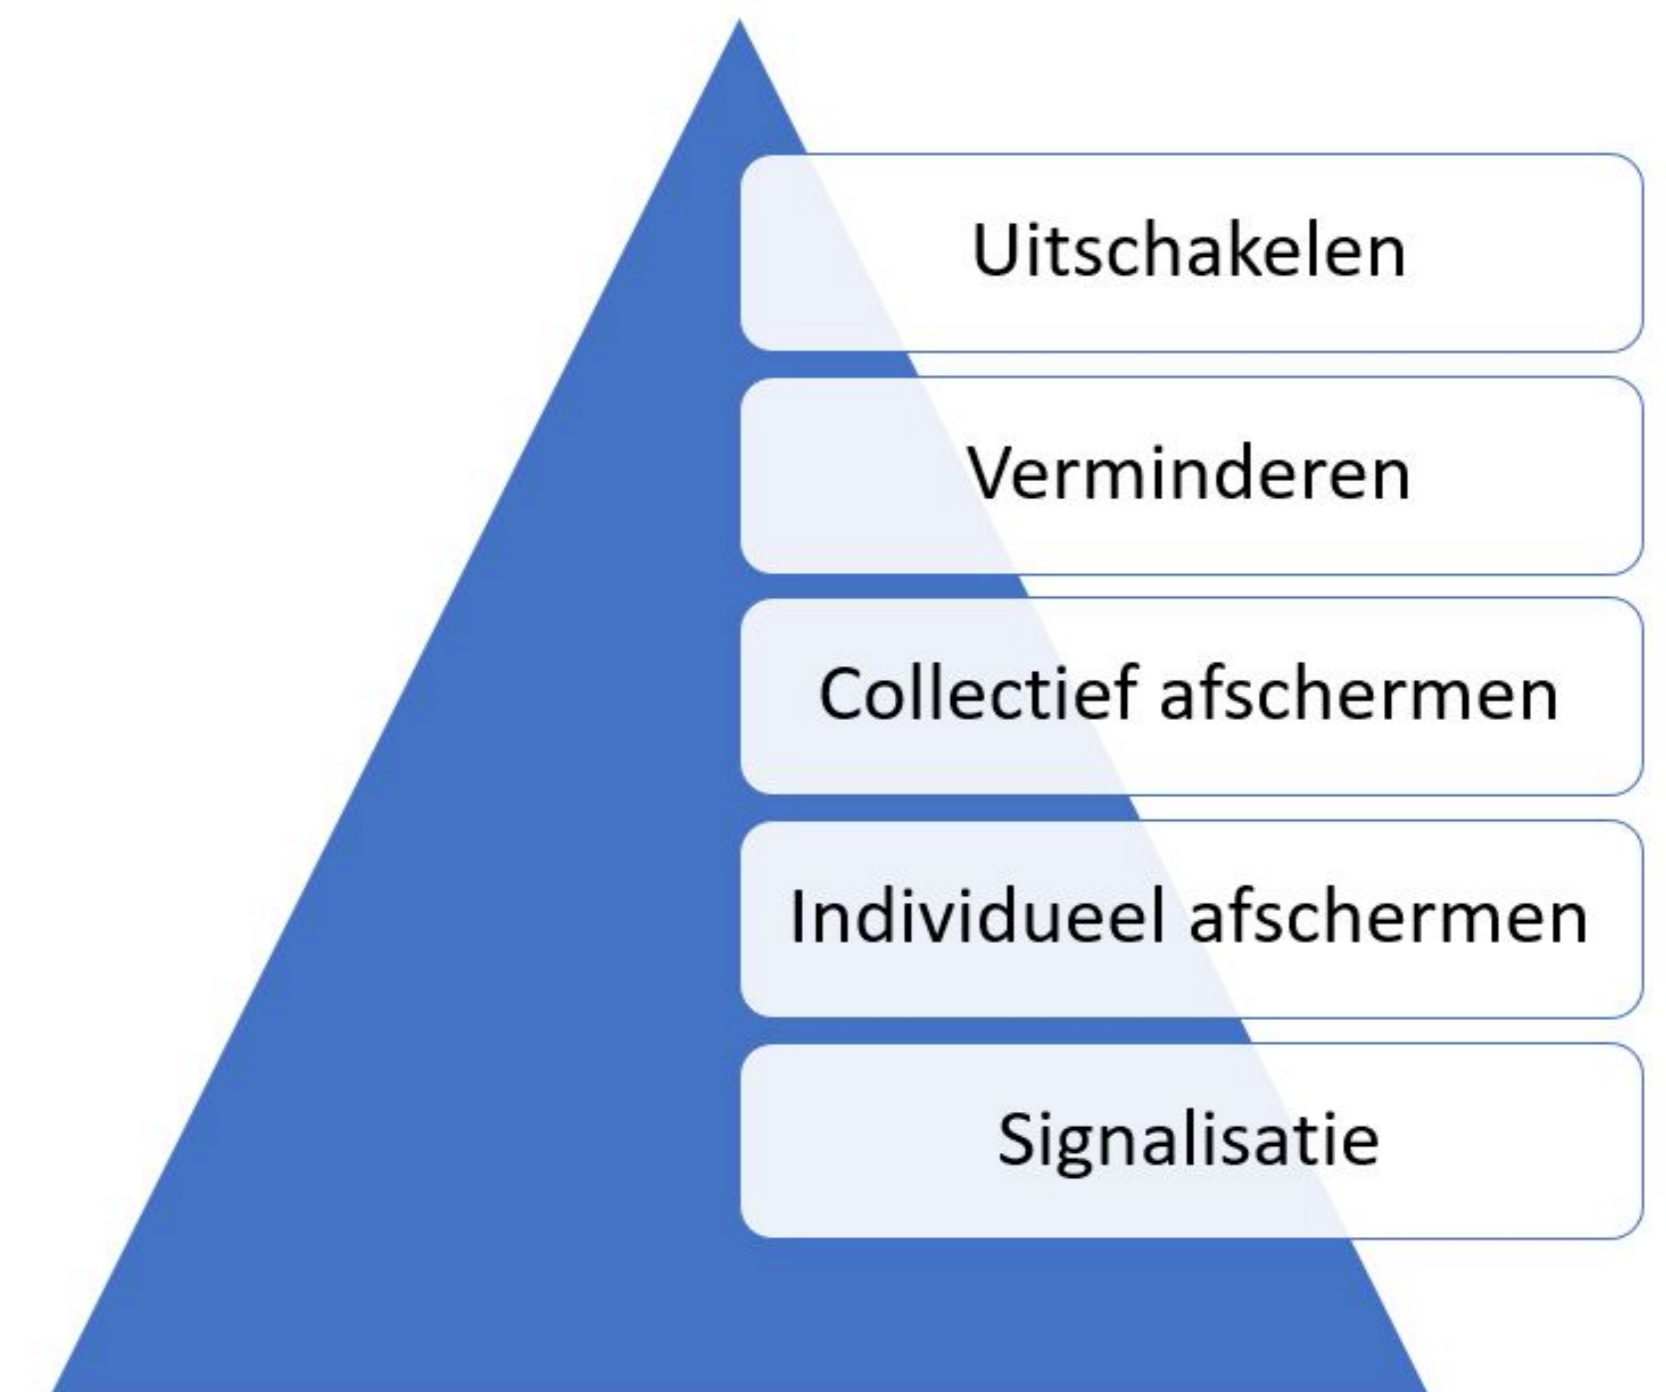 Uitschakelen
Verminderen
Collectief afschermen
Individueel afschermen
Signalisatie